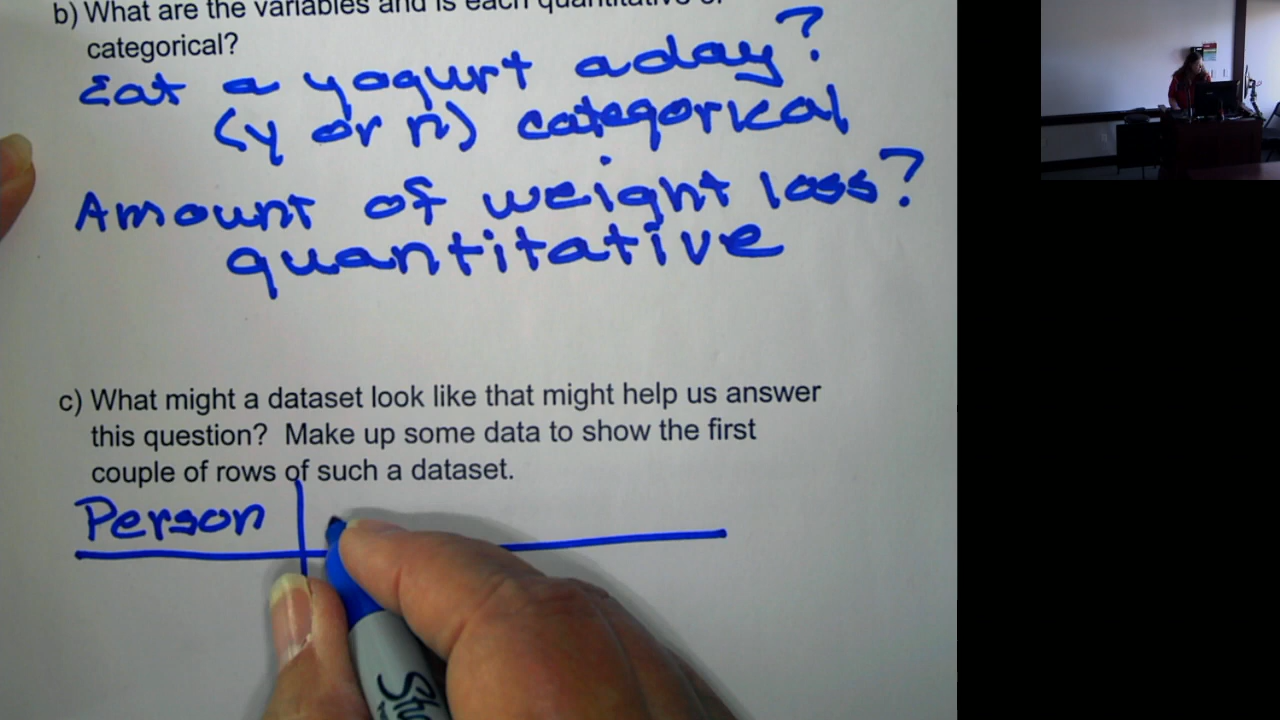 b) What are the variables and is each quantitative or
categorical?
Eat a yogurt a day?
(y or n) categorical
Amount of weight loss?
quantitative
c) What might a dataset look like that might help us answer
this question? Make up some data to show the first
couple of rows of such a dataset.
Person